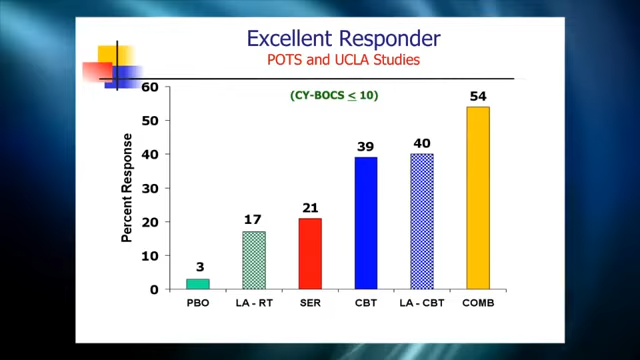 Excellent Responder
POTS and UCLA Studies
(CY-BOCS ≤ 10)
Percent Response
60
50
40
30
20
10
0
3
17
21
39
40
54
PBO
LA - RT
SER
CBT
LA - CBT
COMB